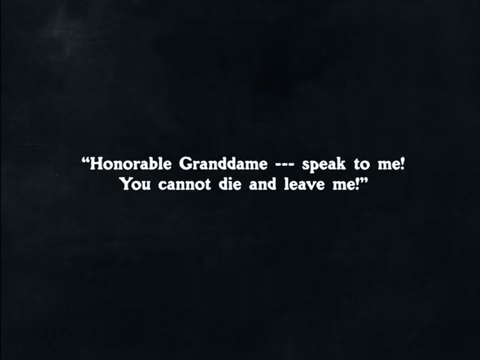 “Honorable Granddame --- speak to me!
You cannot die and leave me!”